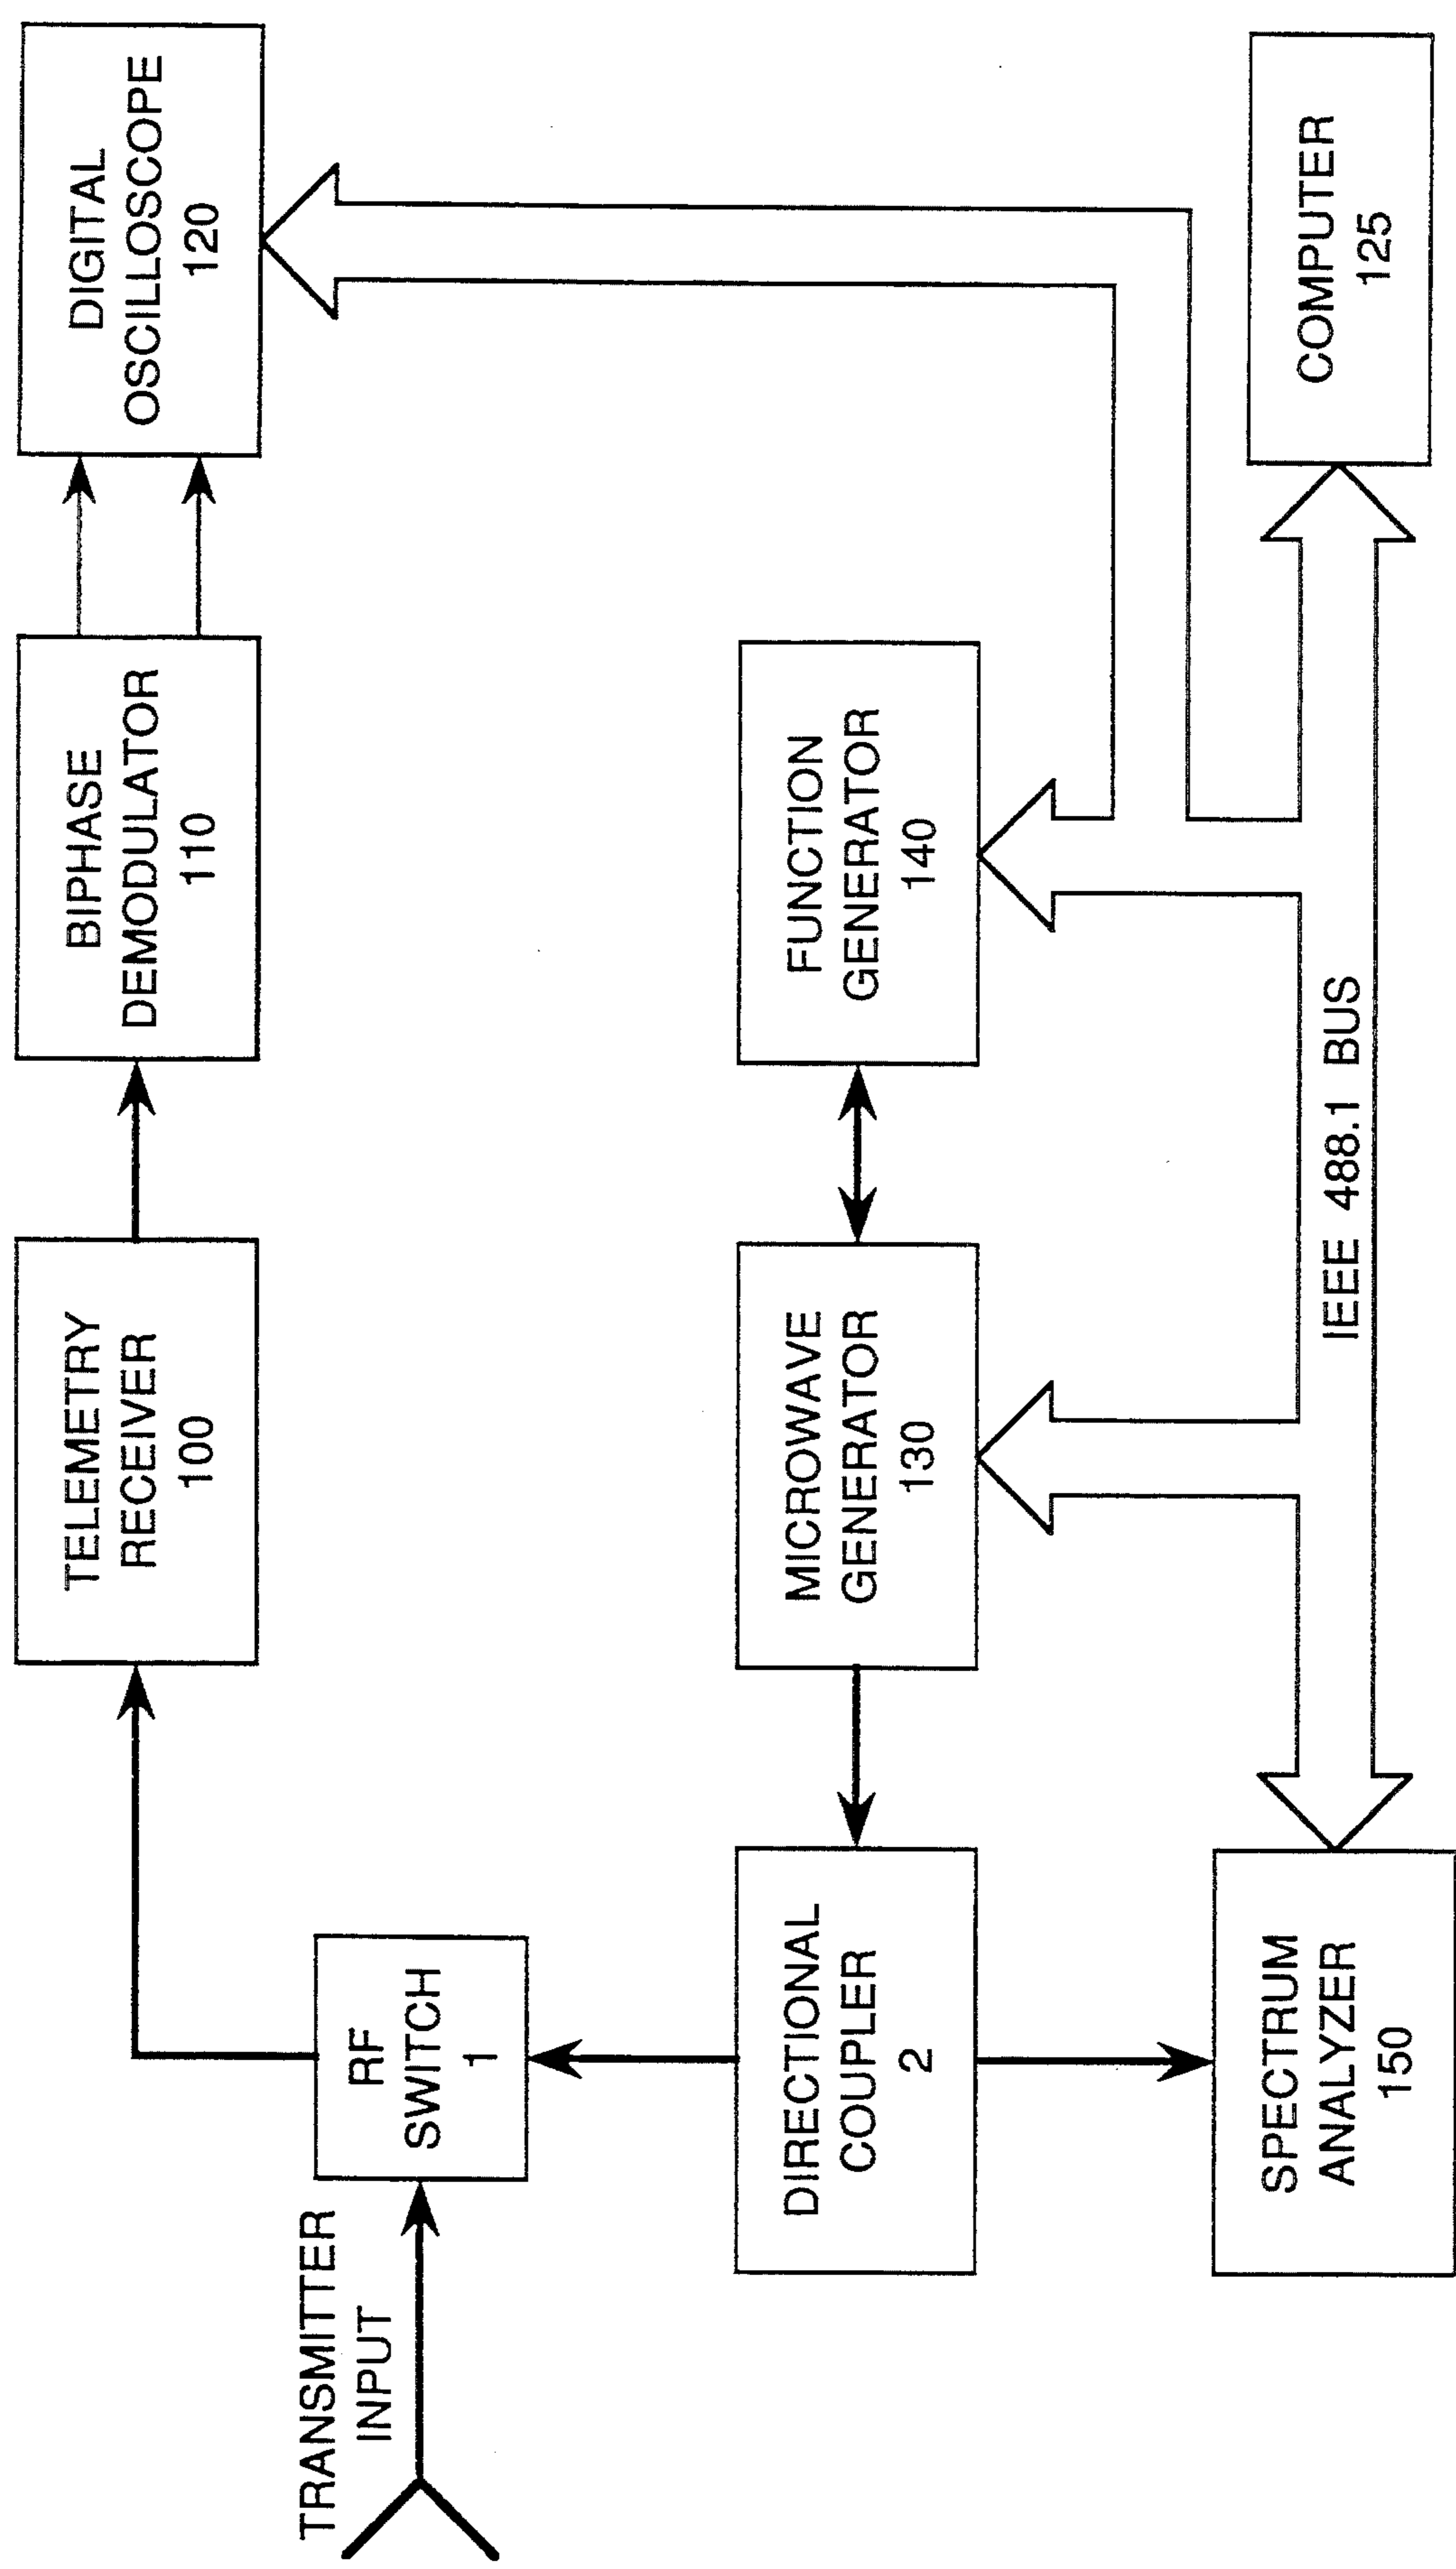 TELEMETRY
RECEIVER
100
BIPHASE
DEMODULATOR
110
DIGITAL
OSCILLOSCOPE
120
TRANSMITTER
INPUT
RF
SWITCH
1
DIRECTIONAL
COUPLER
2
MICROWAVE
GENERATOR
130
FUNCTION
GENERATOR
140
SPECTRUM
ANALYZER
150
IEEE 488.1 BUS
COMPUTER
125